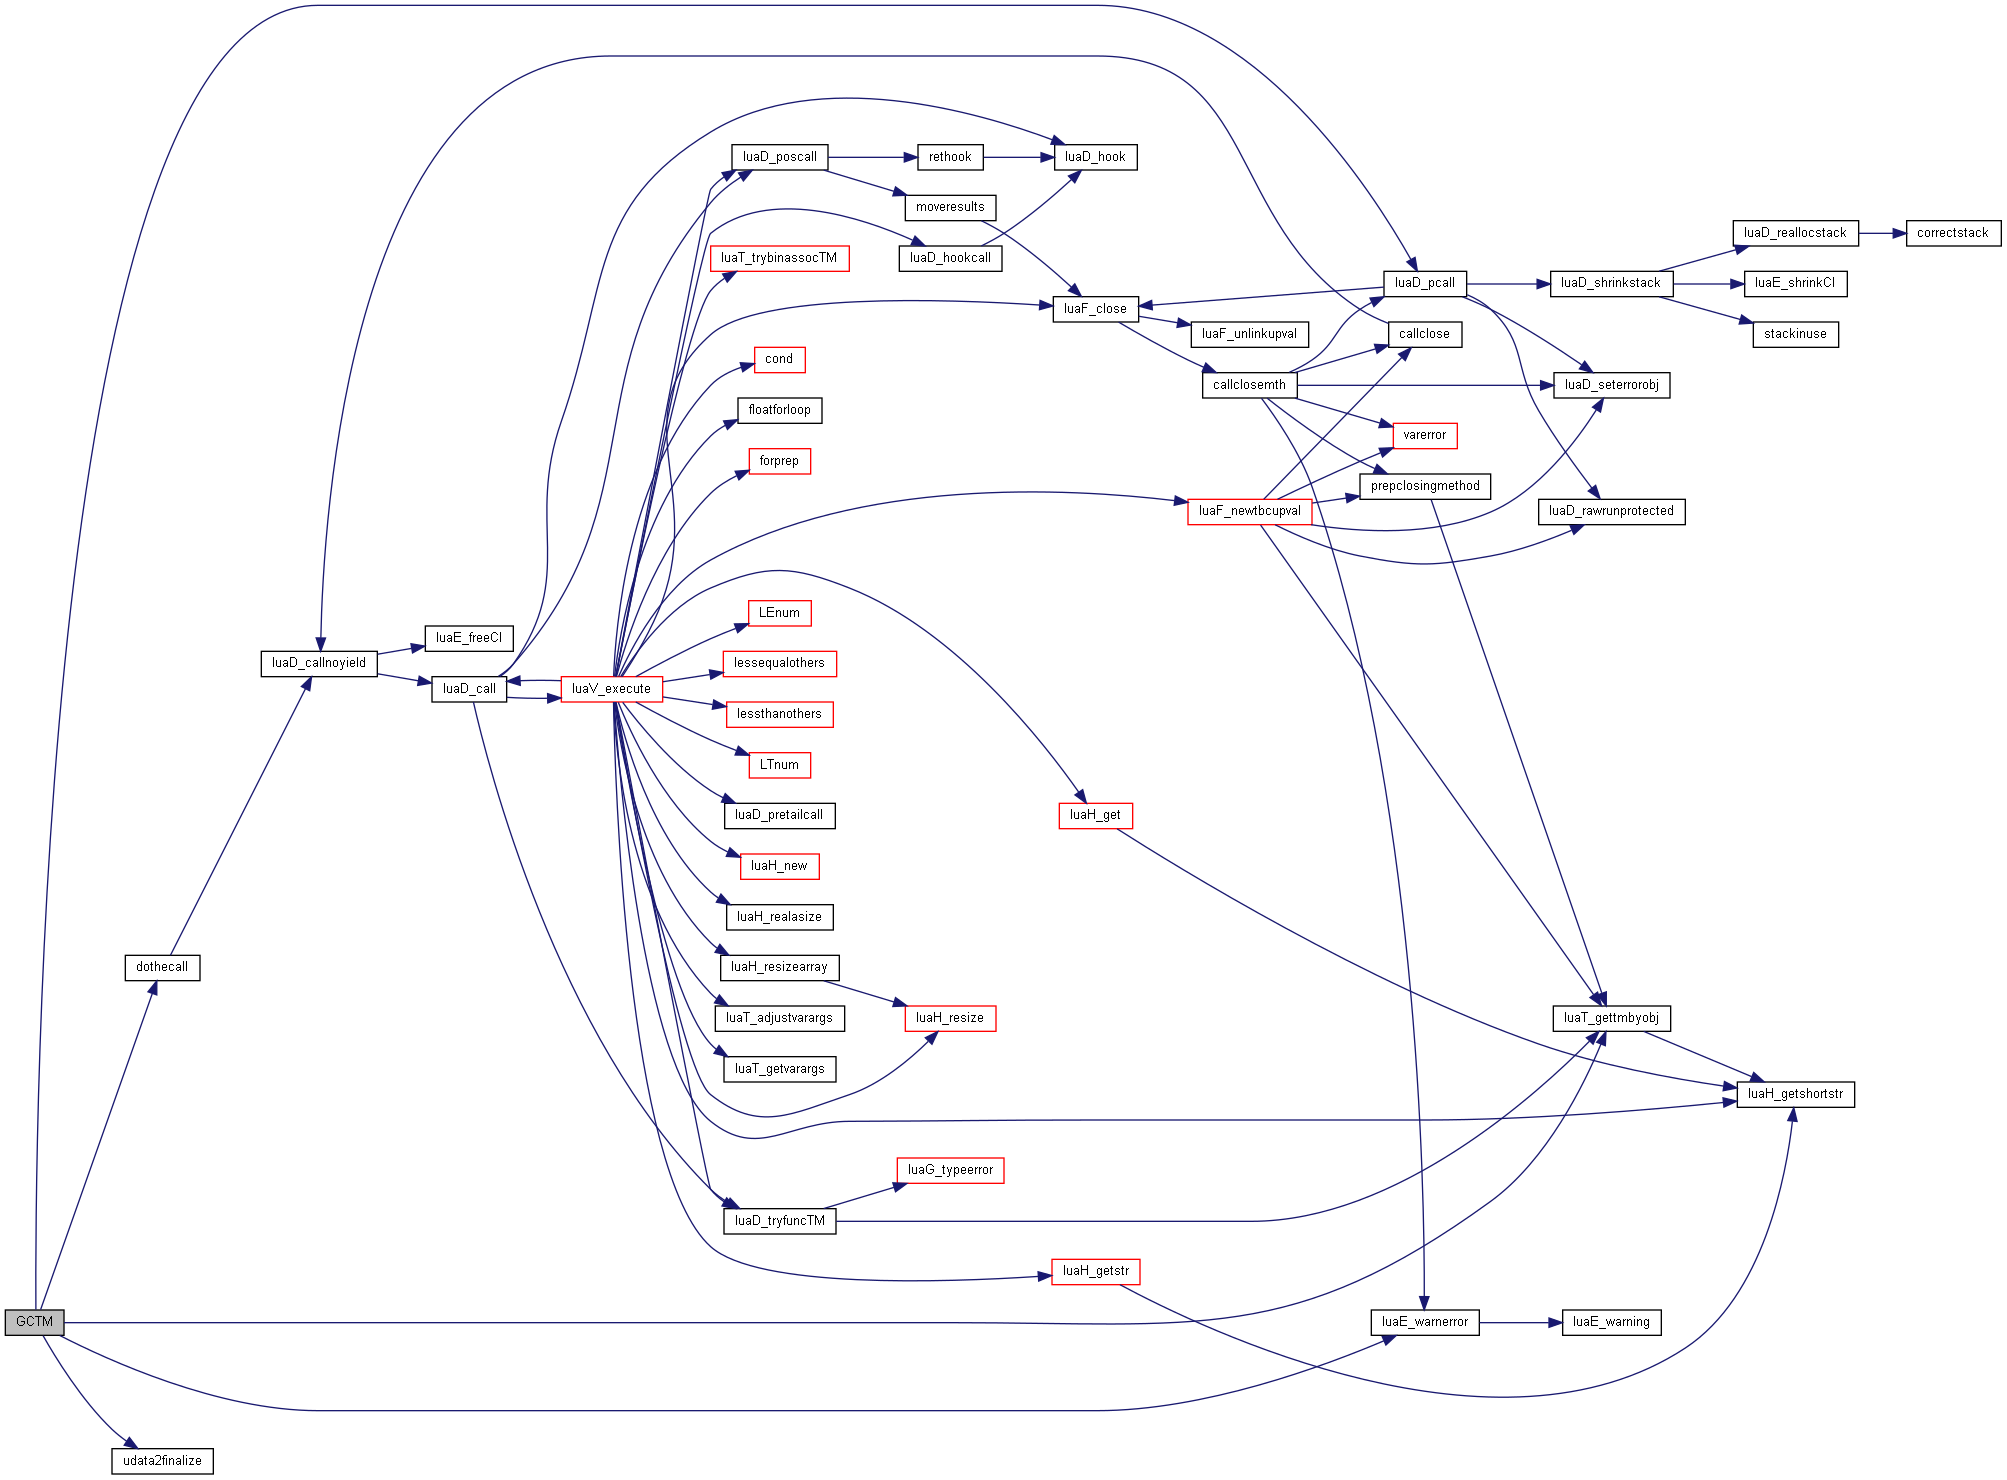 luaD_poscall
rethook
luaD_hook
moveresults
luaD_reallocstack
correctstack
luaT_trybinassocTM
luaD_hookcall
luaD_pcall
luaD_shrinkstack
luaE_shrinkCI
luaF_close
luaF_unlinkupval
callclose
stackinuse
cond
callclosemth
luaD_seterrorobj
floatforloop
varerror
forprep
prepclosingmethod
luaF_newtbcupval
luaD_rawrunprotected
LEnum
luaE_freeCI
luaD_callnoyield
lessequalothers
luaD_call
luaV_execute
lessthanothers
LTnum
luaD_pretailcall
luaH_get
luaH_new
luaH_realasize
dothecall
luaH_resizearray
luaT_adjustvarargs
luaH_resize
luaT_gettmbyobj
luaT_getvarargs
luaH_getshortstr
luaG_typeerror
luaD_tryfuncTM
luaH_getstr
GCTM
luaE_warnerror
luaE_warning
udata2finalize